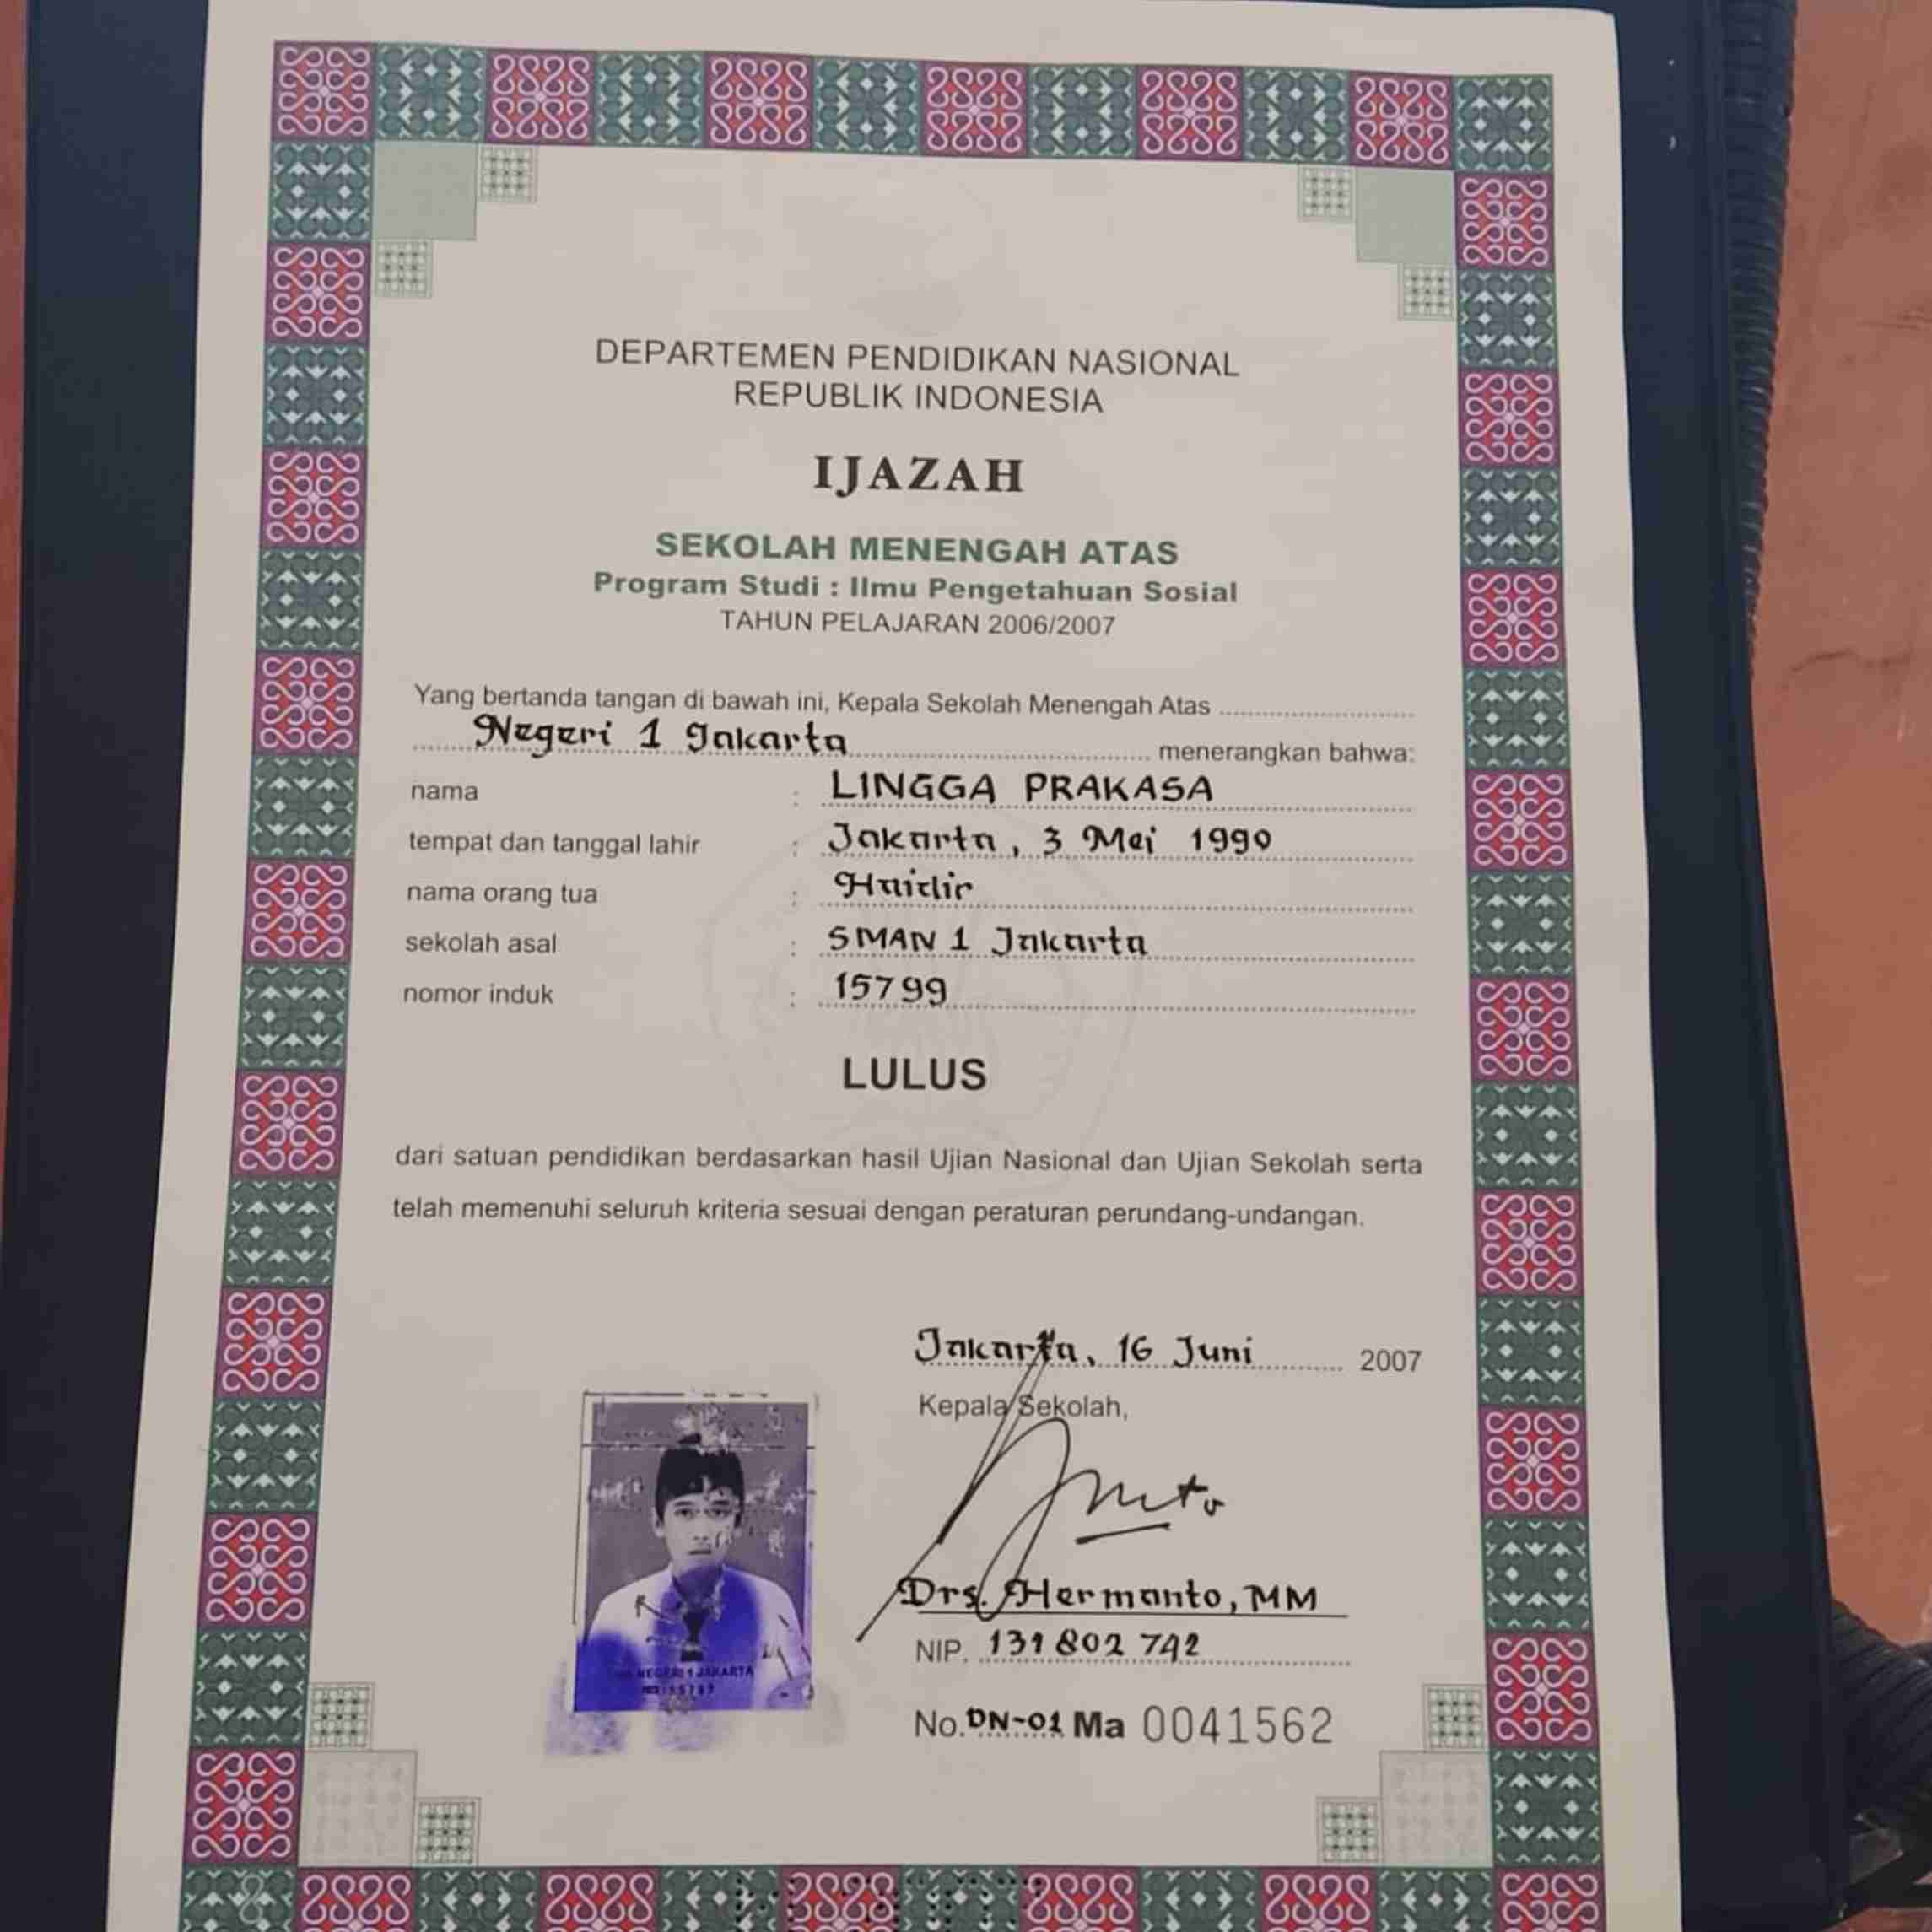 DEPARTEMEN PENDIDIKAN NASIONAL
REPUBLIK INDONESIA
IJAZAH
SEKOLAH MENENGAH ATAS
Program Studi : Ilmu Pengetahuan Sosial
TAHUN PELAJARAN 2006/2007
Yang bertanda tangan di bawah ini, Kepala Sekolah Menengah Atas
Negeri 1 Jakarta menerangkan bahwa:
nama : LINGGA PRAKASA
tempat dan tanggal lahir : Jakarta, 3 Mei 1990
nama orang tua : Haidir
sekolah asal : SMAN 1 Jakarta
nomor induk : 15799
LULUS
dari satuan pendidikan berdasarkan hasil Ujian Nasional dan Ujian Sekolah serta
telah memenuhi seluruh kriteria sesuai dengan peraturan perundang-undangan.
Jakarta, 16 Juni 2007
Kepala Sekolah,
Drs. Hermanto, MM
NIP. 131 802 742
No. DN-01 Ma 0041562
NEGERI 1 JAKARTA